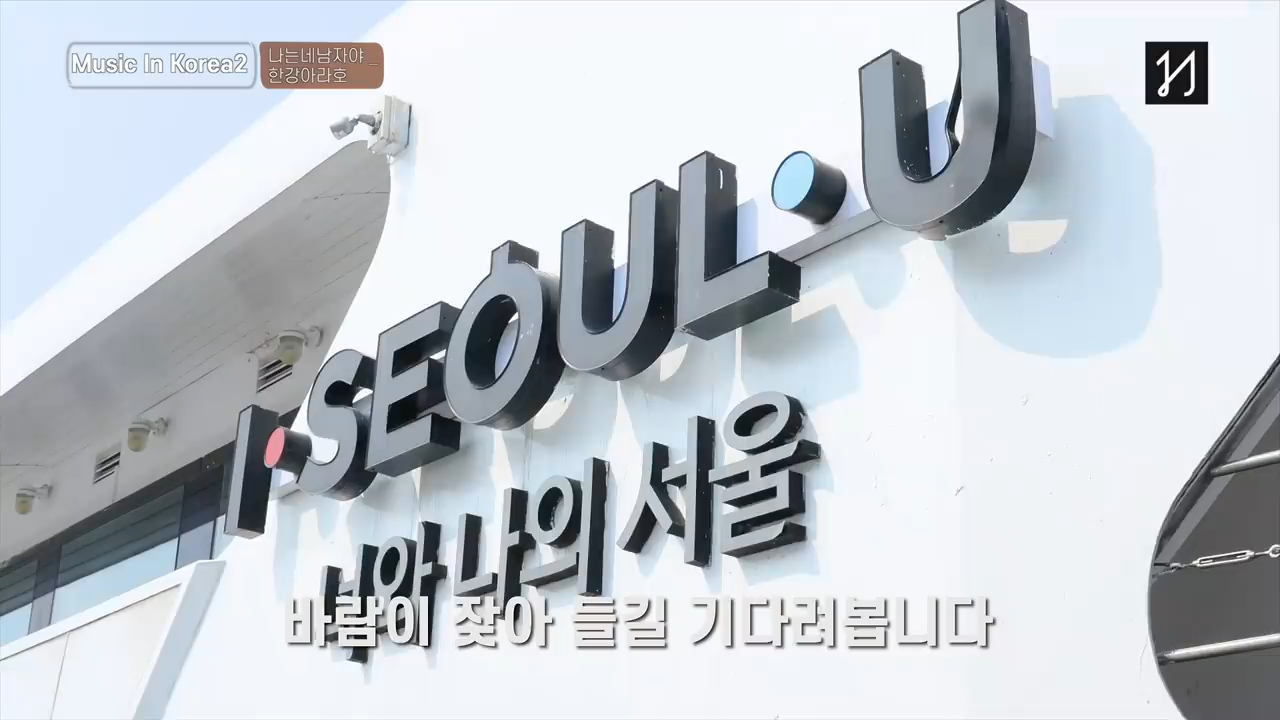 Music In Korea2
나는네남자야 _
한강아라호
I·SEOUL·U
너와 나의 서울
바람이 잦아 들길 기다려봅니다